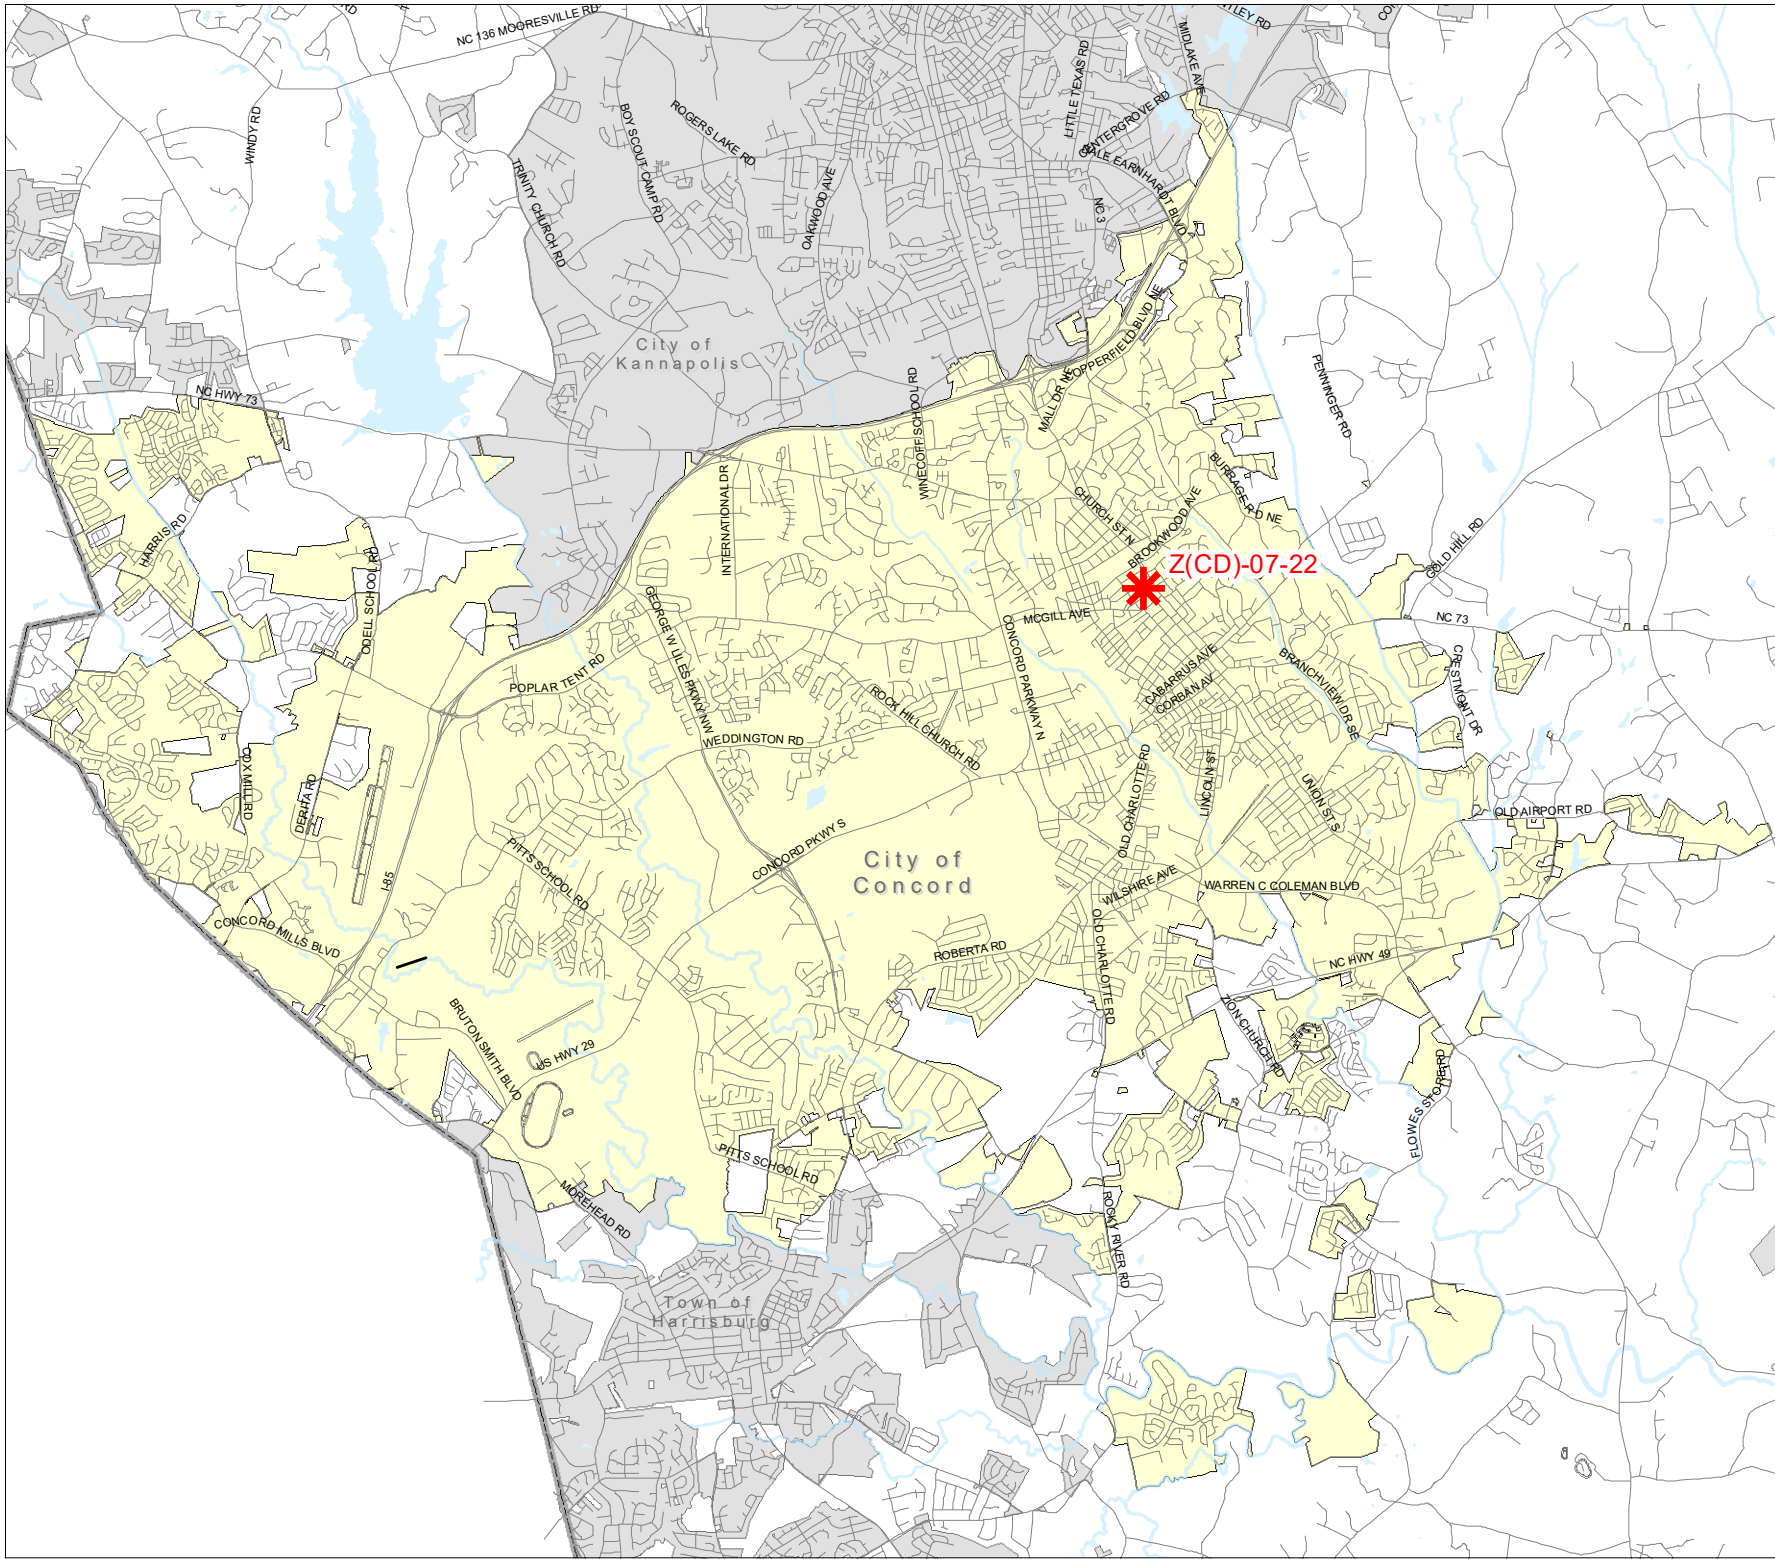 NC 136 MOORESVILLE RD
RD
TLEY RD
MIDLAKE AVE
LITTLE TEXAS RD
WINDY RD
BOY SCOUT CAMP RD
ROGERS LAKE RD
CENTERGROVE RD
DALE EARNHARDT BLVD
TRINITY CHURCH RD
OAKWOOD AVE
NC 3
City of
Kannapolis
COPPERFIELD BLVD NE
PENNINGER RD
NC HWY 73
WINECOFF SCHOOL RD
MALL DR NE
INTERNATIONAL DR
BURRAGE RD NE
CHURCH ST N
BROOKWOOD AVE
HARRIS RD
GOLD HILL RD
Z(CD)-07-22
ODELL SCHOOL RD
GEORGE W LILES PKWY NW
MCGILL AVE
NC 73
CONCORD PARKWAY N
POPLAR TENT RD
CABARRUS AVE
CORBAN AV
BRANCHVIEW DR SE
CRESTMONT DR
ROCK HILL CHURCH RD
WEDDINGTON RD
COX MILL RD
DERITA RD
OLD CHARLOTTE RD
LINCOLN ST
UNION ST S
OLD AIRPORT RD
CONCORD PKWY S
PITTS SCHOOL RD
City of
Concord
I-85
WILSHIRE AVE
WARREN C COLEMAN BLVD
CONCORD MILLS BLVD
ROBERTA RD
OLD CHARLOTTE RD
NC HWY 49
BRUTON SMITH BLVD
US HWY 29
ZION CHURCH RD
FLOWES STORE RD
PITTS SCHOOL RD
MOREHEAD RD
ROCKY RIVER RD
Town of
Harrisburg